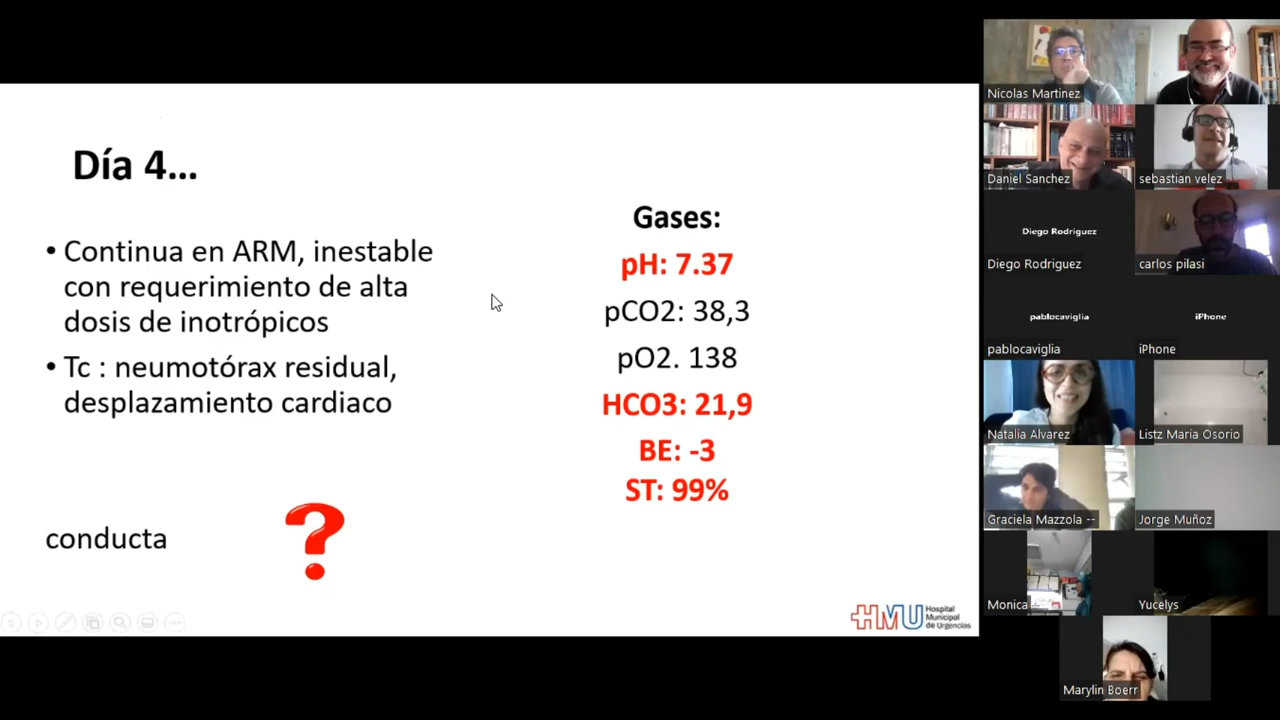 Día 4...
• Continua en ARM, inestable
con requerimiento de alta
dosis de inotrópicos
• Tc : neumotórax residual,
desplazamiento cardiaco
conducta
?
Gases:
pH: 7.37
pCO2: 38,3
pO2. 138
HCO3: 21,9
BE: -3
ST: 99%
HMU
Hospital
Municipal
de Urgencias
Nicolas Martinez
Daniel Sanchez
sebastian velez
Diego Rodriguez
Diego Rodriguez
carlos pilasi
pablocaviglia
pablocaviglia
iPhone
iPhone
Natalia Alvarez
Listz Maria Osorio
Graciela Mazzola --
Jorge Muñoz
Monica
Yucelys
Marylin Boerr